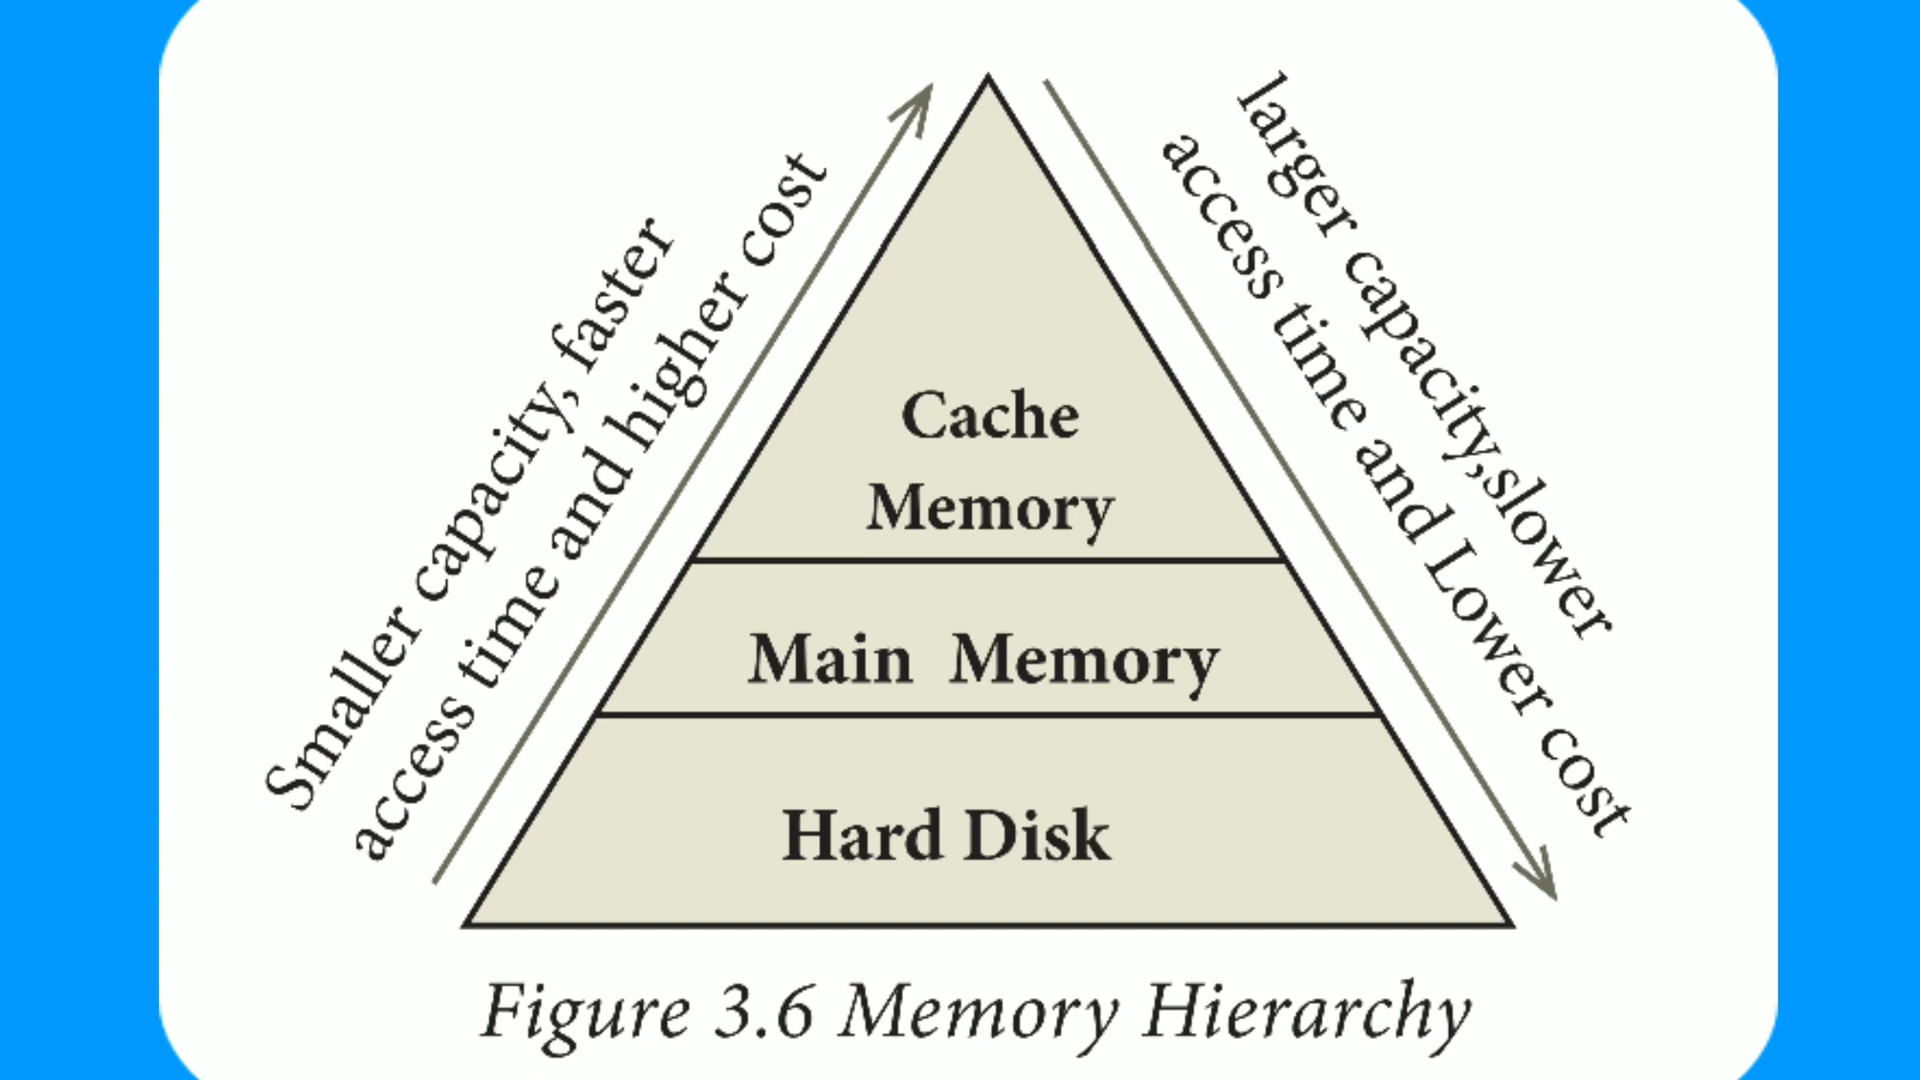 Smaller capacity, faster
access time and higher cost
larger capacity,slower
access time and Lower cost
Cache
Memory
Main Memory
Hard Disk
Figure 3.6 Memory Hierarchy